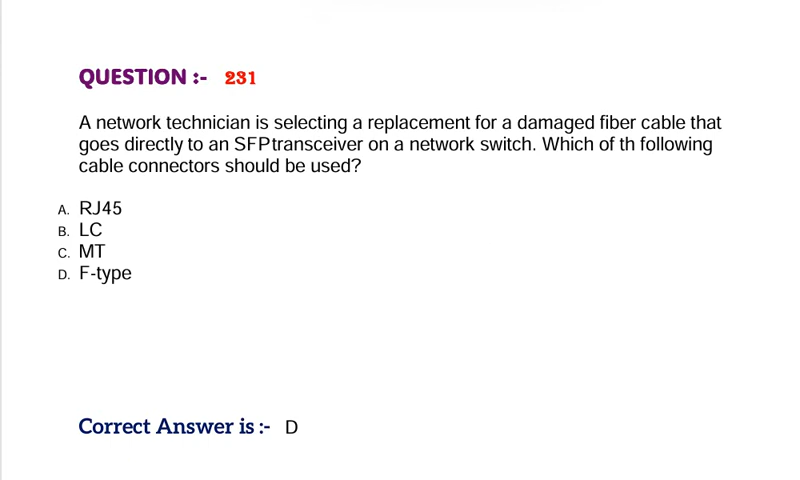 QUESTION :- 231
A network technician is selecting a replacement for a damaged fiber cable that
goes directly to an SFPtransceiver on a network switch. Which of th following
cable connectors should be used?
A. RJ45
B. LC
C. MT
D. F-type
Correct Answer is :- D